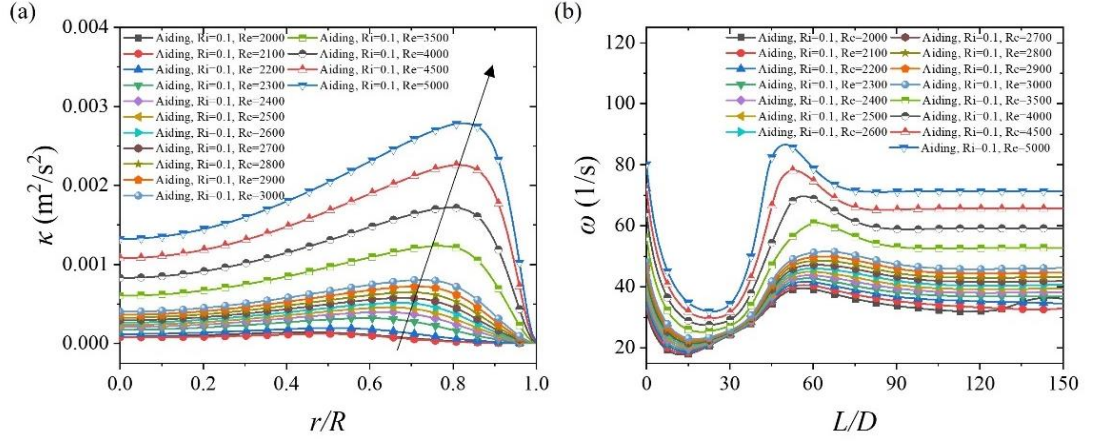 (a)
0.004
0.003
0.002
0.001
0.000
κ (m²/s²)
Aiding, Ri=0.1, Re=2000 Aiding, Ri=0.1, Re=3500
Aiding, Ri=0.1, Re=2100 Aiding, Ri=0.1, Re=4000
Aiding, Ri=0.1, Re=2200 Aiding, Ri=0.1, Re=4500
Aiding, Ri=0.1, Re=2300 Aiding, Ri=0.1, Re=5000
Aiding, Ri=0.1, Re=2400
Aiding, Ri=0.1, Re=2500
Aiding, Ri=0.1, Re=2600
Aiding, Ri=0.1, Re=2700
Aiding, Ri=0.1, Re=2800
Aiding, Ri=0.1, Re=2900
Aiding, Ri=0.1, Re=3000
0.0 0.2 0.4 0.6 0.8 1.0
r/R
(b)
120
100
80
60
40
20
ω (1/s)
Aiding, Ri=0.1, Re=2000 Aiding, Ri=0.1, Re=2700
Aiding, Ri=0.1, Re=2100 Aiding, Ri=0.1, Re=2800
Aiding, Ri=0.1, Re=2200 Aiding, Ri=0.1, Re=2900
Aiding, Ri=0.1, Re=2300 Aiding, Ri=0.1, Re=3000
Aiding, Ri=0.1, Re=2400 Aiding, Ri=0.1, Re=3500
Aiding, Ri=0.1, Re=2500 Aiding, Ri=0.1, Re=4000
Aiding, Ri=0.1, Re=2600 Aiding, Ri=0.1, Re=4500
Aiding, Ri=0.1, Re=5000
0 30 60 90 120 150
L/D